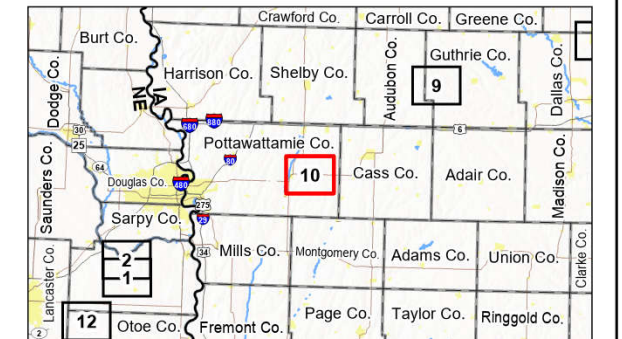 Crawford Co.
Carroll Co.
Greene Co.
Burt Co.
Harrison Co.
Shelby Co.
Audubon Co.
Guthrie Co.
Dallas Co.
Dodge Co.
IA
NE
9
680
880
30
25
6
Pottawattamie Co.
80
64
Douglas Co.
480
10
Cass Co.
Adair Co.
Madison Co.
Saunders Co.
Sarpy Co.
275
29
34
Mills Co.
Montgomery Co.
Adams Co.
Union Co.
Clarke Co.
2
1
Lancaster Co.
12
2
Otoe Co.
Fremont Co.
Page Co.
Taylor Co.
Ringgold Co.